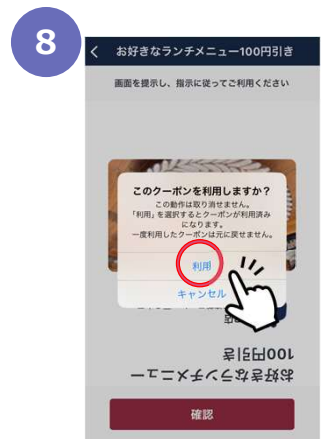 8
お好きなランチメニュー100円引き
画面を提示し、指示に従ってご利用ください
このクーポンを利用しますか?
この動作は取り消せません。
「利用」を選択するとクーポンが利用済み
になります。
一度利用したクーポンは元に戻せません。
利用
キャンセル
お好きなランチメニュー
100円引き
確認